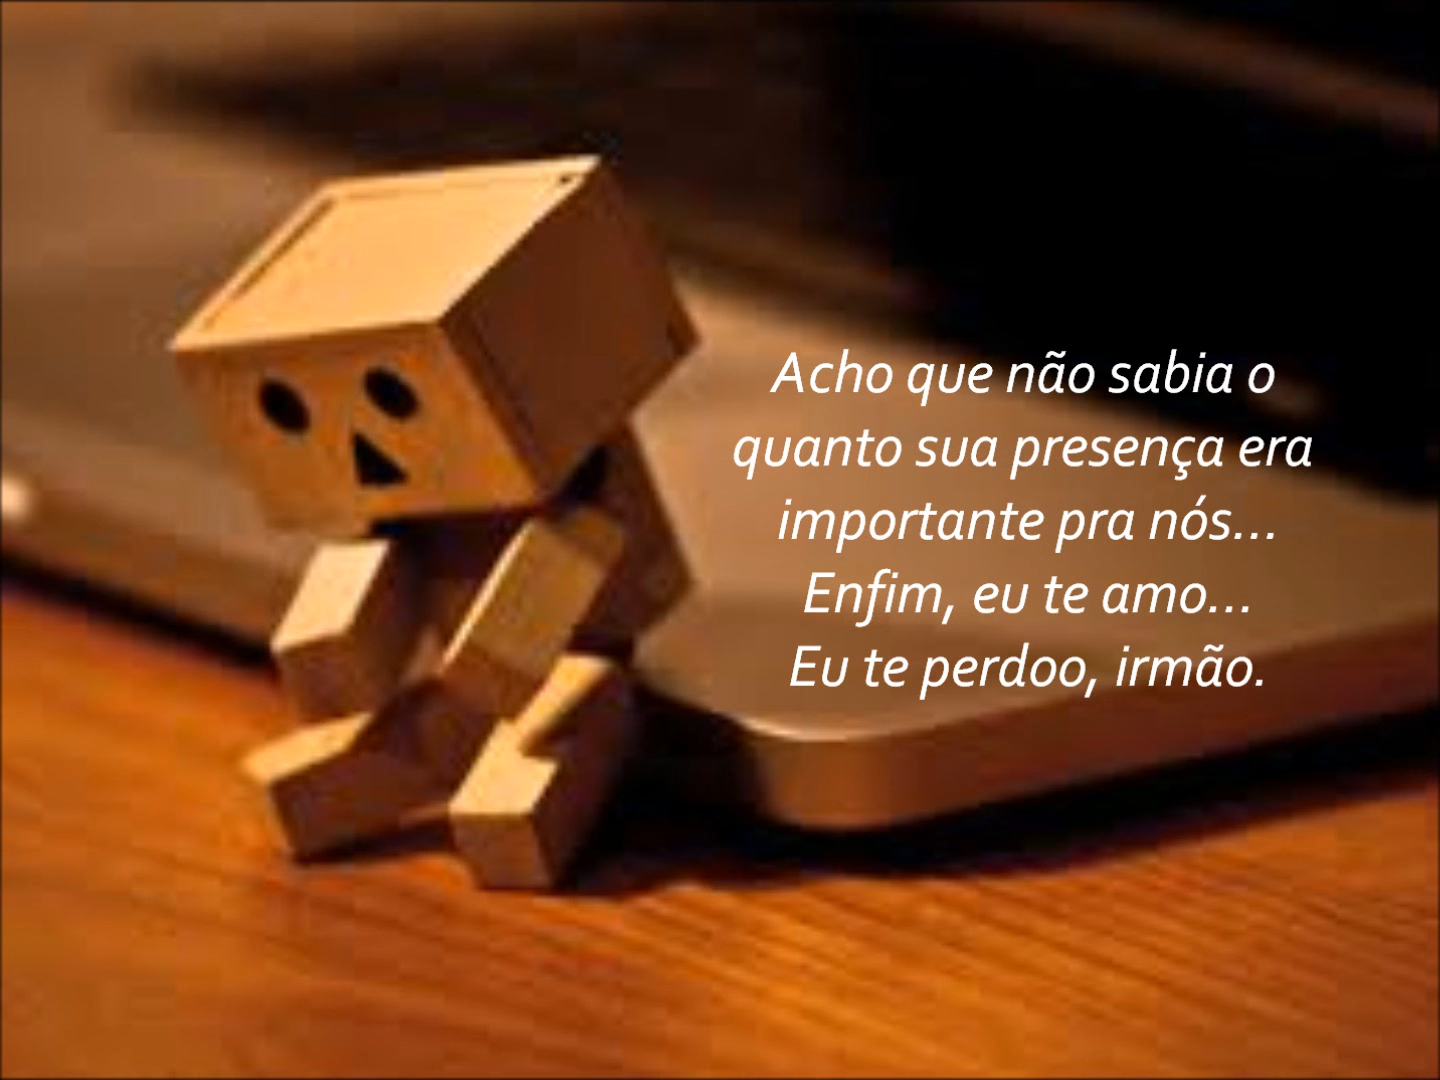 Acho que não sabia o
quanto sua presença era
importante pra nós...
Enfim, eu te amo...
Eu te perdoo, irmão.